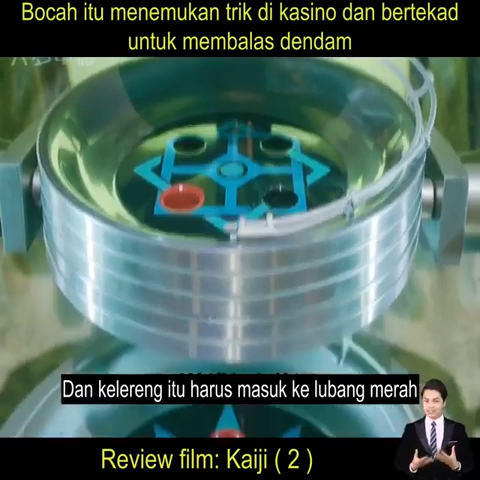 Bocah itu menemukan trik di kasino dan bertekad
untuk membalas dendam
Dan kelereng itu harus masuk ke lubang merah
Review film: Kaiji ( 2 )